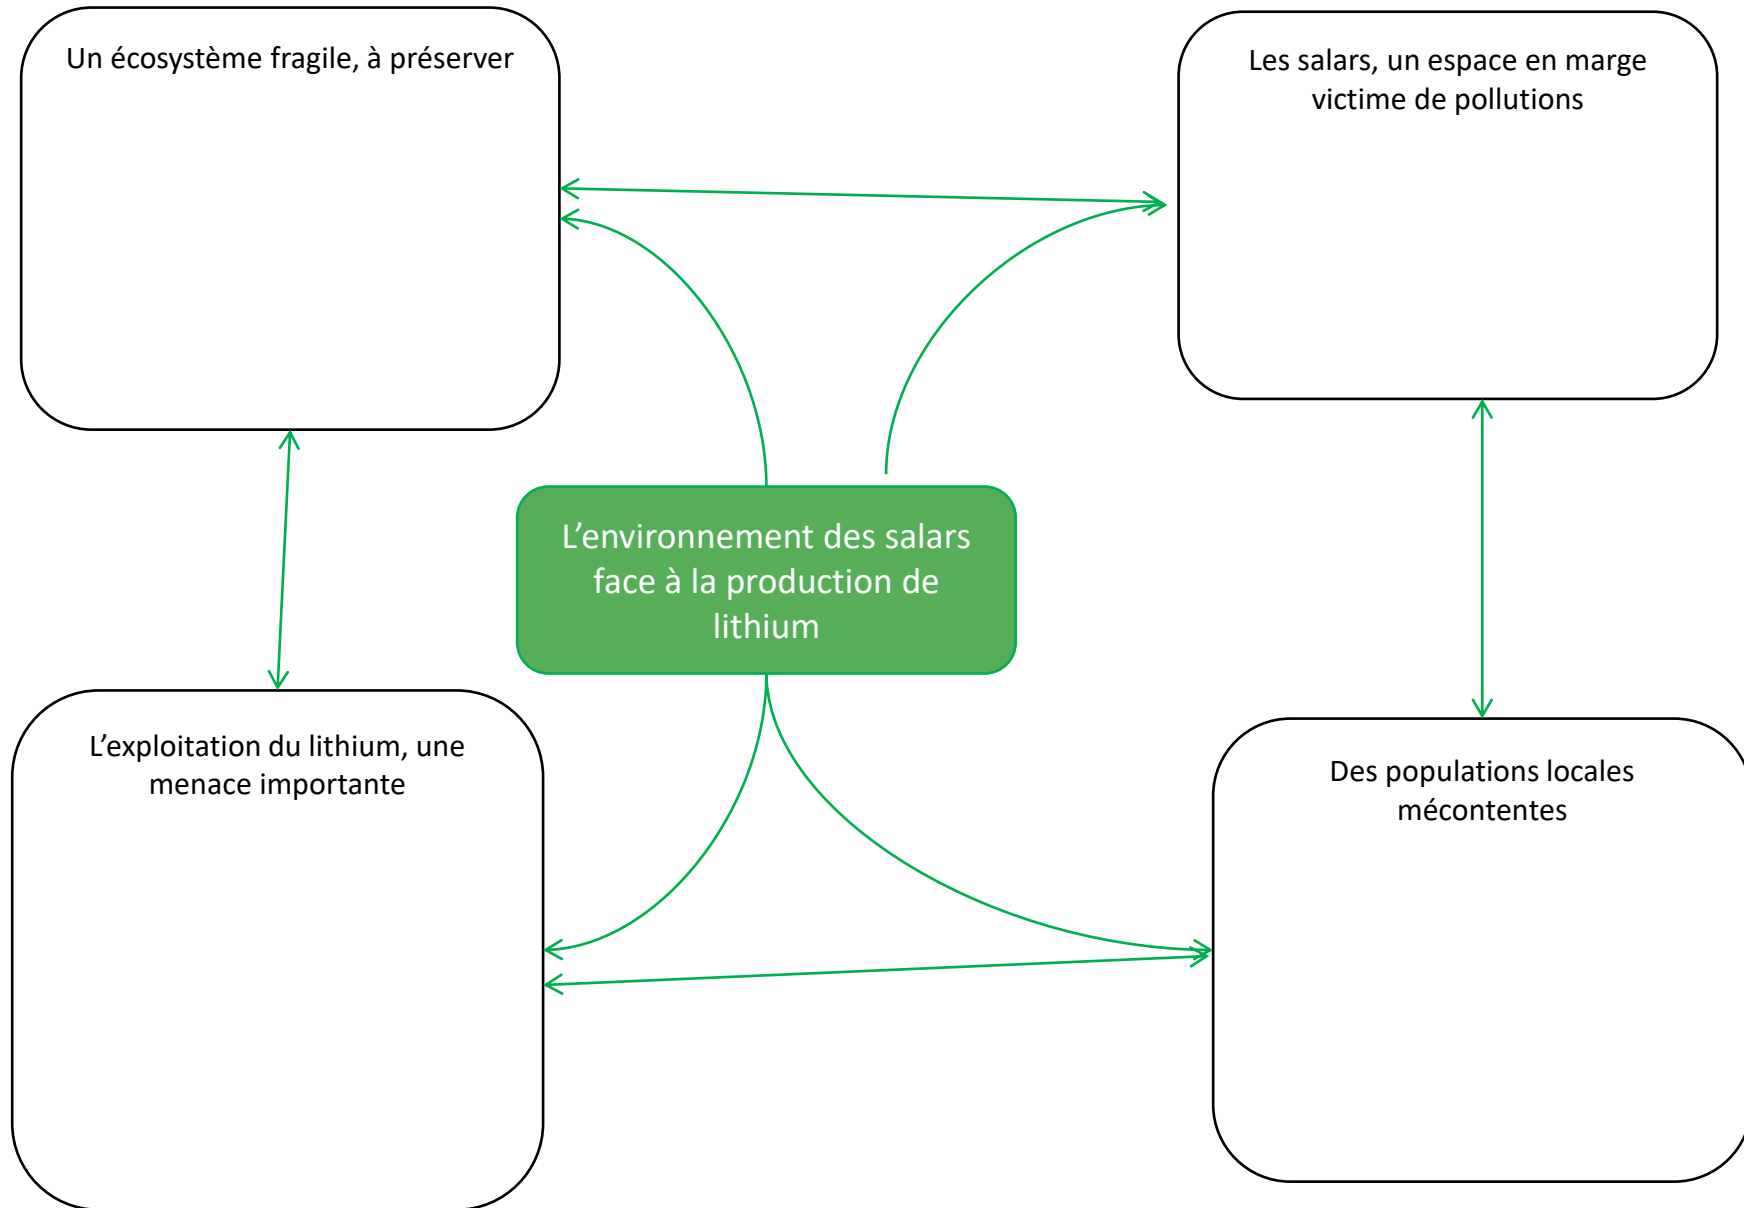 Un écosystème fragile, à préserver
Les salars, un espace en marge
victime de pollutions
L’environnement des salars
face à la production de
lithium
L’exploitation du lithium, une
menace importante
Des populations locales
mécontentes